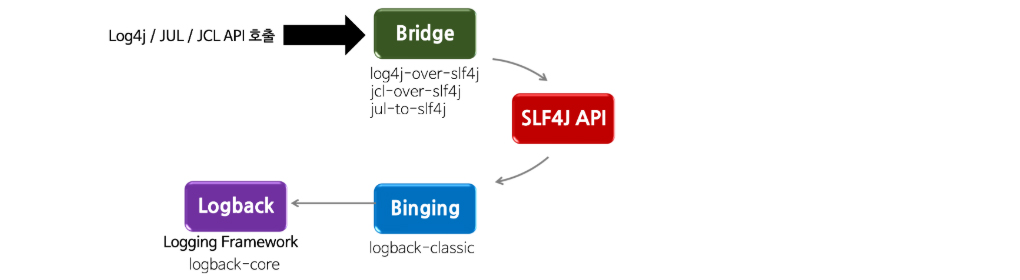 Log4j / JUL / JCL API 호출
Bridge
log4j-over-slf4j
jcl-over-slf4j
jul-to-slf4j
SLF4J API
Binging
logback-classic
Logback
Logging Framework
logback-core